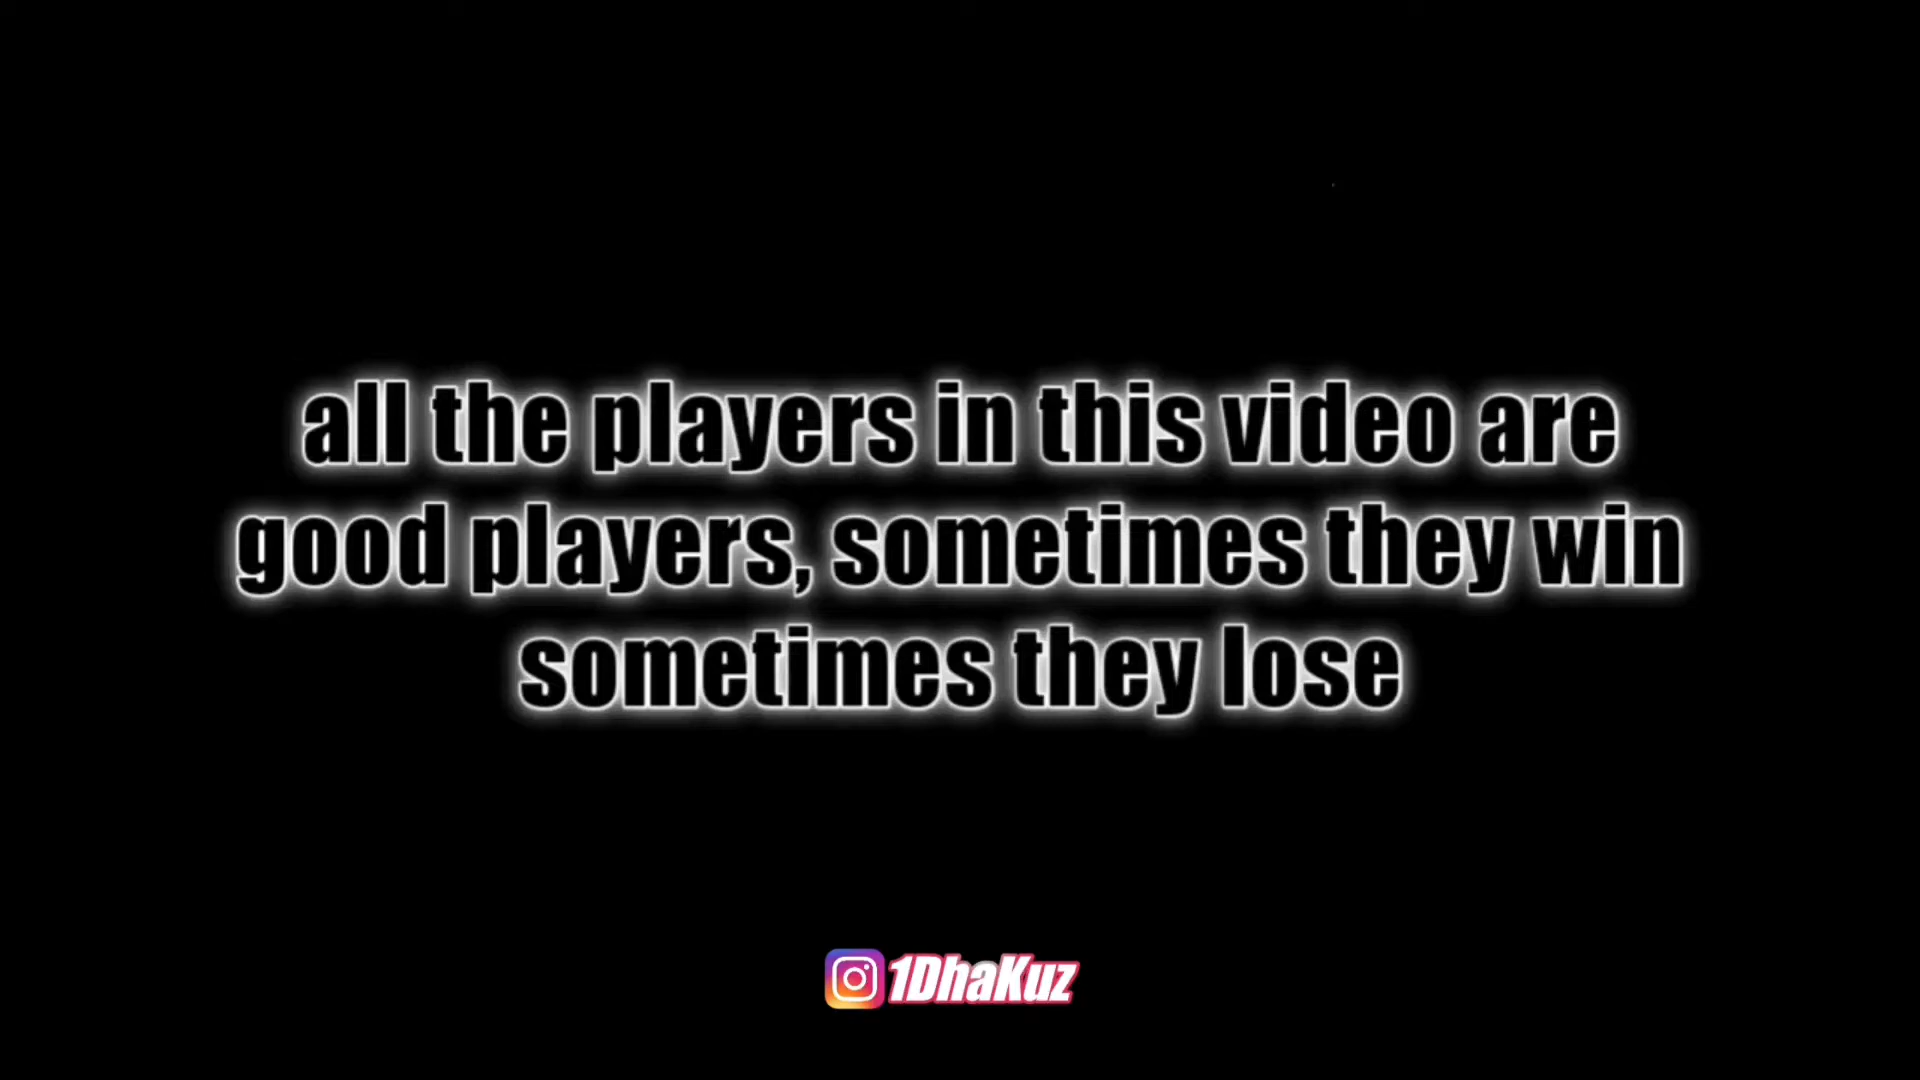 all the players in this video are
good players, sometimes they win
sometimes they lose
1DhaKuz